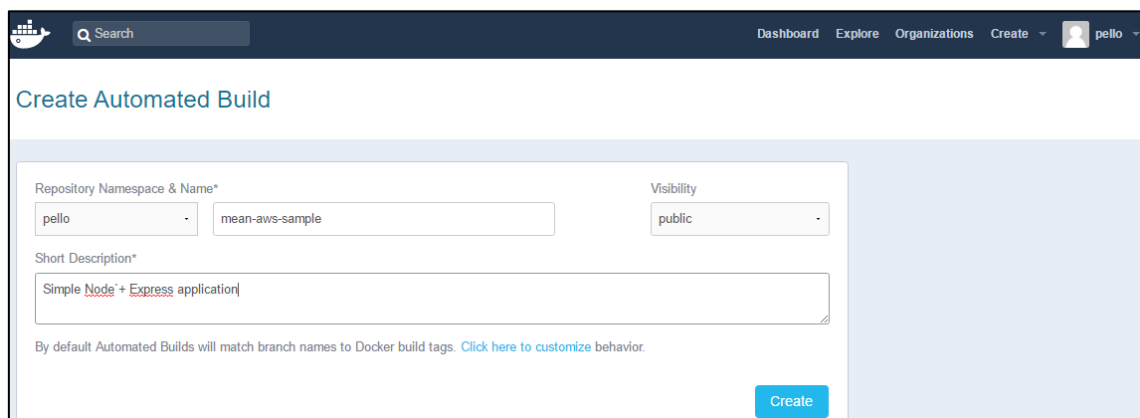 Search Dashboard Explore Organizations Create pello
Create Automated Build
Repository Namespace & Name* Visibility
pello mean-aws-sample public
Short Description*
Simple Node`+ Express application
By default Automated Builds will match branch names to Docker build tags. Click here to customize behavior.
Create